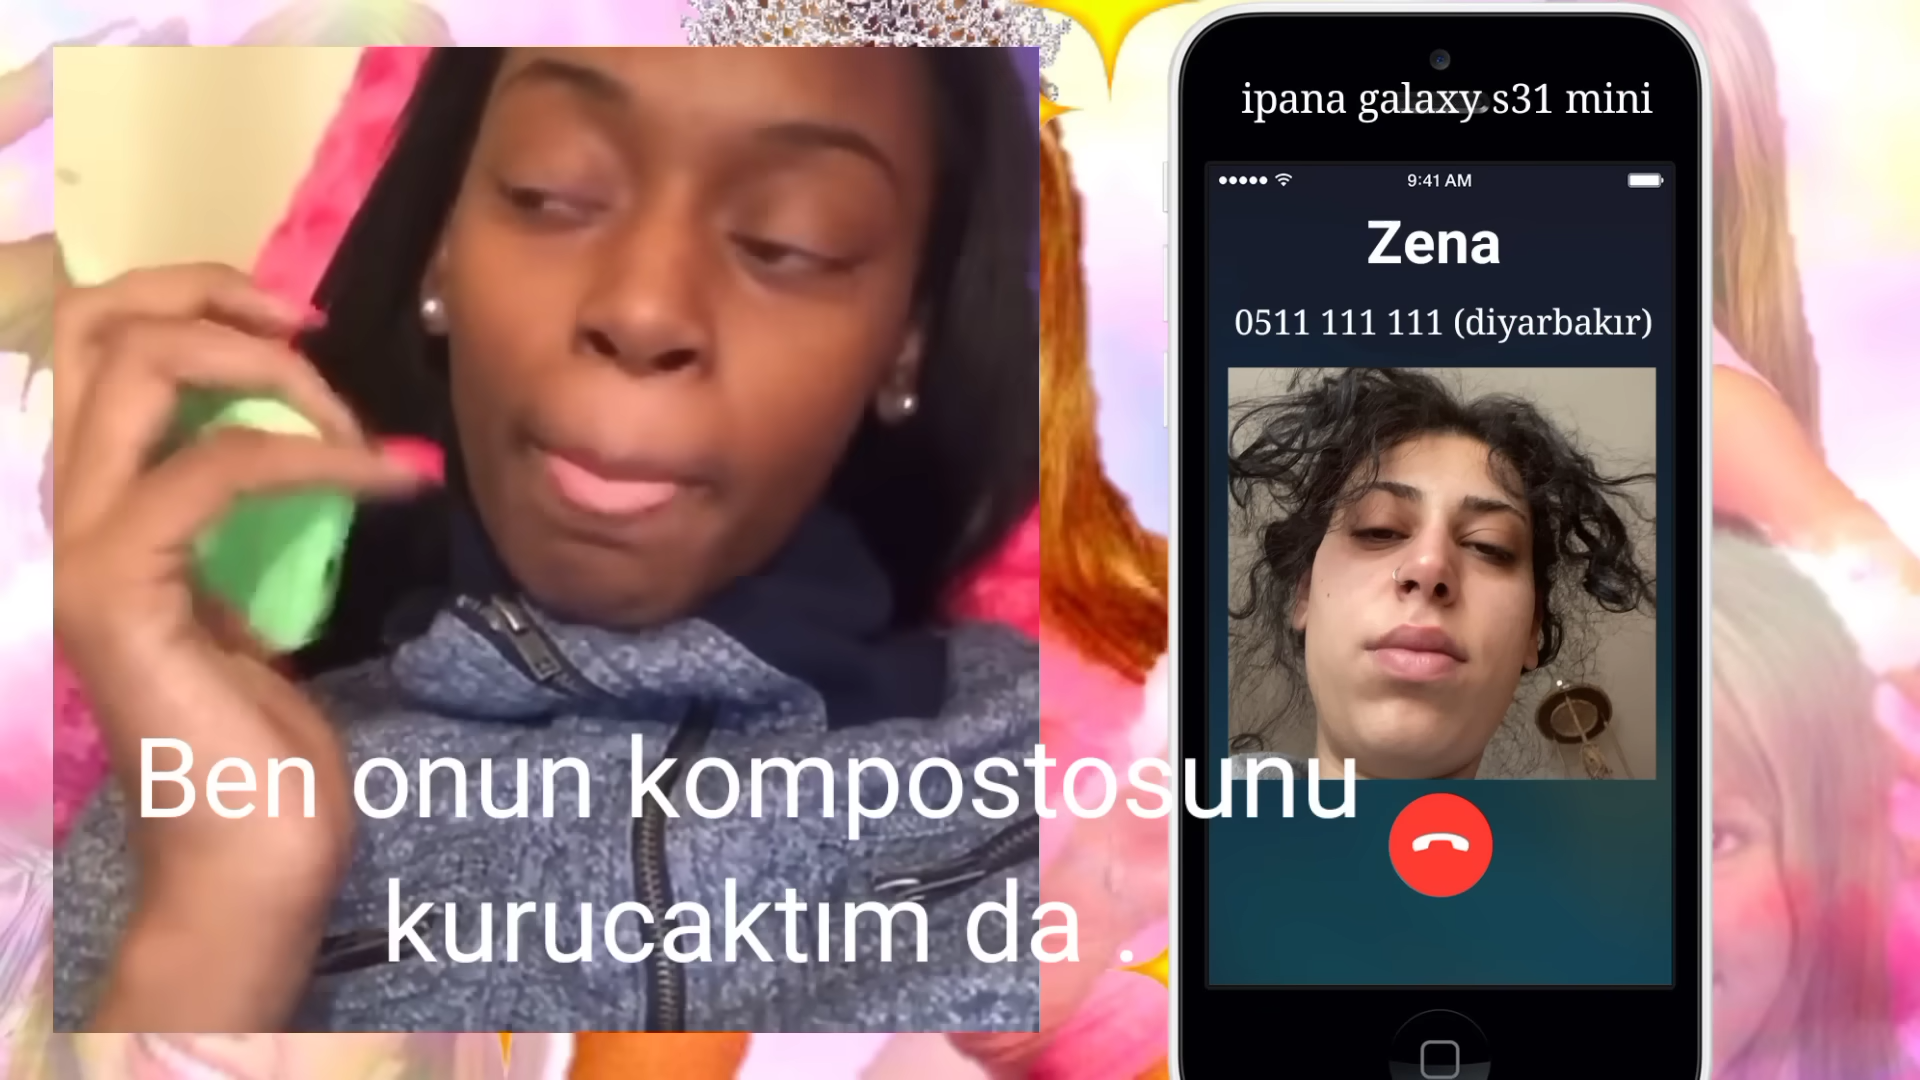 ipana galaxy s31 mini
9:41 AM
Zena
0511 111 111 (diyarbakır)
Ben onun kompostosunu
kurucaktım da .